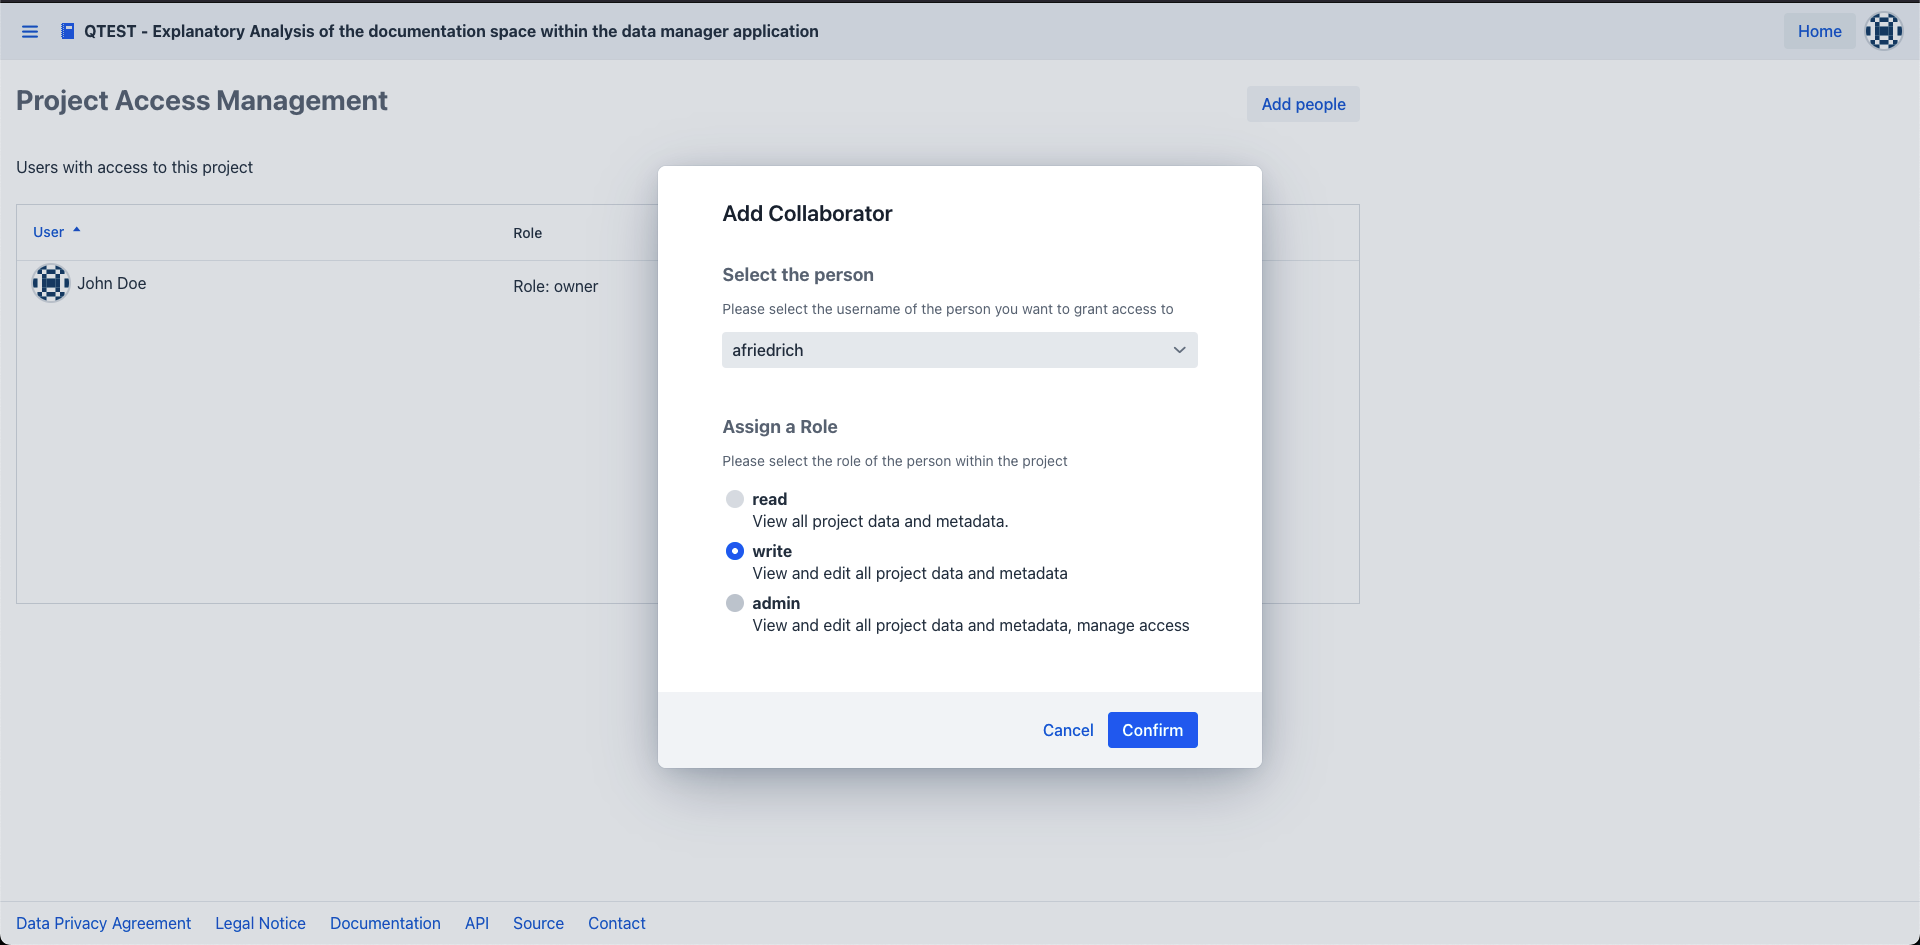 QTEST - Explanatory Analysis of the documentation space within the data manager application
Home
Project Access Management
Add people
Users with access to this project
User
Role
John Doe
Role: owner
Add Collaborator
Select the person
Please select the username of the person you want to grant access to
afriedrich
Assign a Role
Please select the role of the person within the project
read
View all project data and metadata.
write
View and edit all project data and metadata
admin
View and edit all project data and metadata, manage access
Cancel
Confirm
Data Privacy Agreement
Legal Notice
Documentation
API
Source
Contact